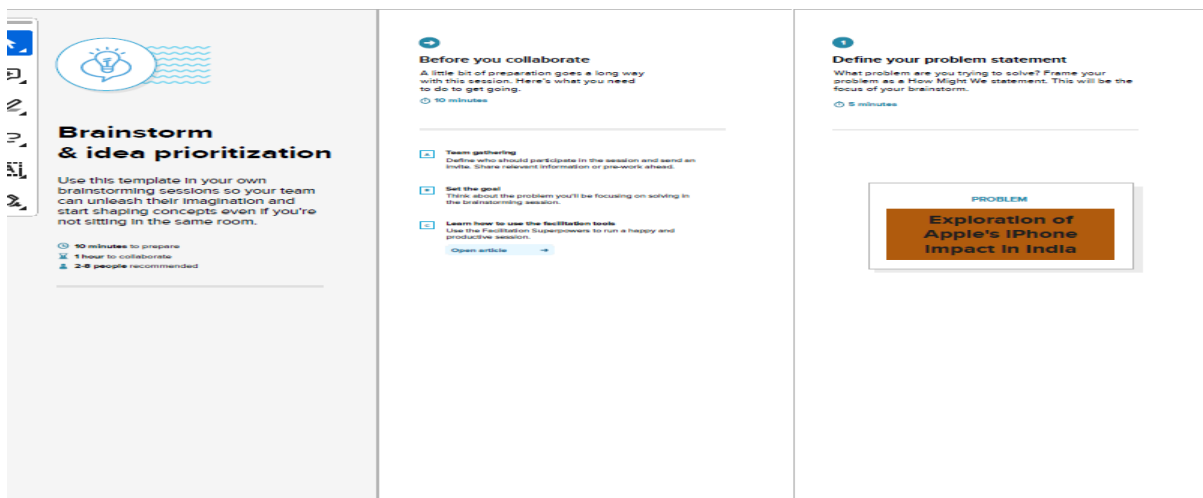 Brainstorm
& idea prioritization
Use this template in your own
brainstorming sessions so your team
can unleash their imagination and
start shaping concepts even if you're
not sitting in the same room.
10 minutes to prepare
1 hour to collaborate
2-8 people recommended
Before you collaborate
A little bit of preparation goes a long way
with this session. Here's what you need
to do to get going.
10 minutes
A
Team gathering
Define who should participate in the session and send an
invite. Share relevant information or pre-work ahead.
Set the goal
Think about the problem you'll be focusing on solving in
the brainstorming session.
C
Learn how to use the facilitation tools
Use the Facilitation Superpowers to run a happy and
productive session.
Open article
1
Define your problem statement
What problem are you trying to solve? Frame your
problem as a How Might We statement. This will be the
focus of your brainstorm.
5 minutes
PROBLEM
Exploration of
Apple's iPhone
Impact in India